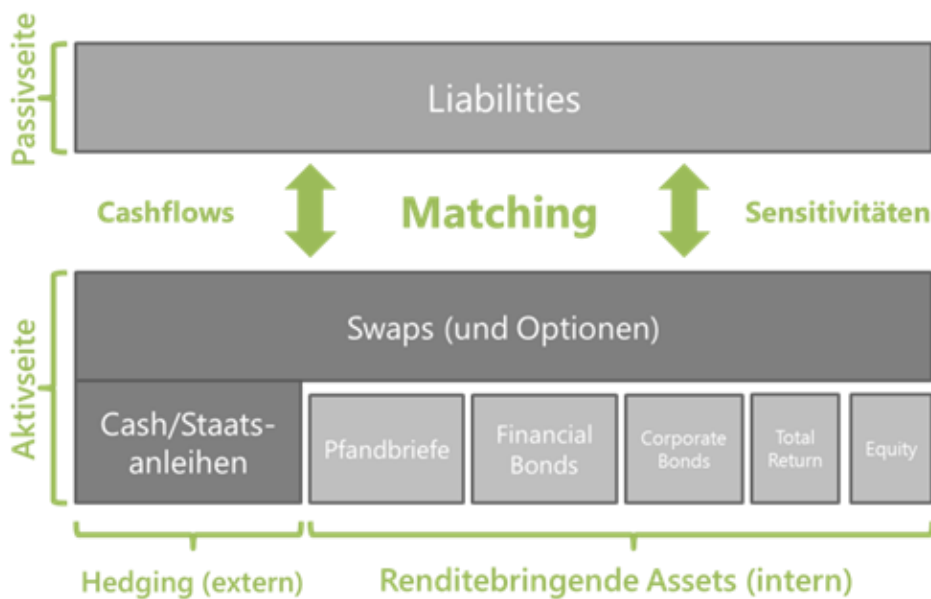 Passivseite
Liabilities
Cashflows
Matching
Sensitivitäten
Aktivseite
Swaps (und Optionen)
Cash/Staats-
anleihen
Pfandbriefe
Financial
Bonds
Corporate
Bonds
Total
Return
Equity
Hedging (extern)
Renditebringende Assets (intern)